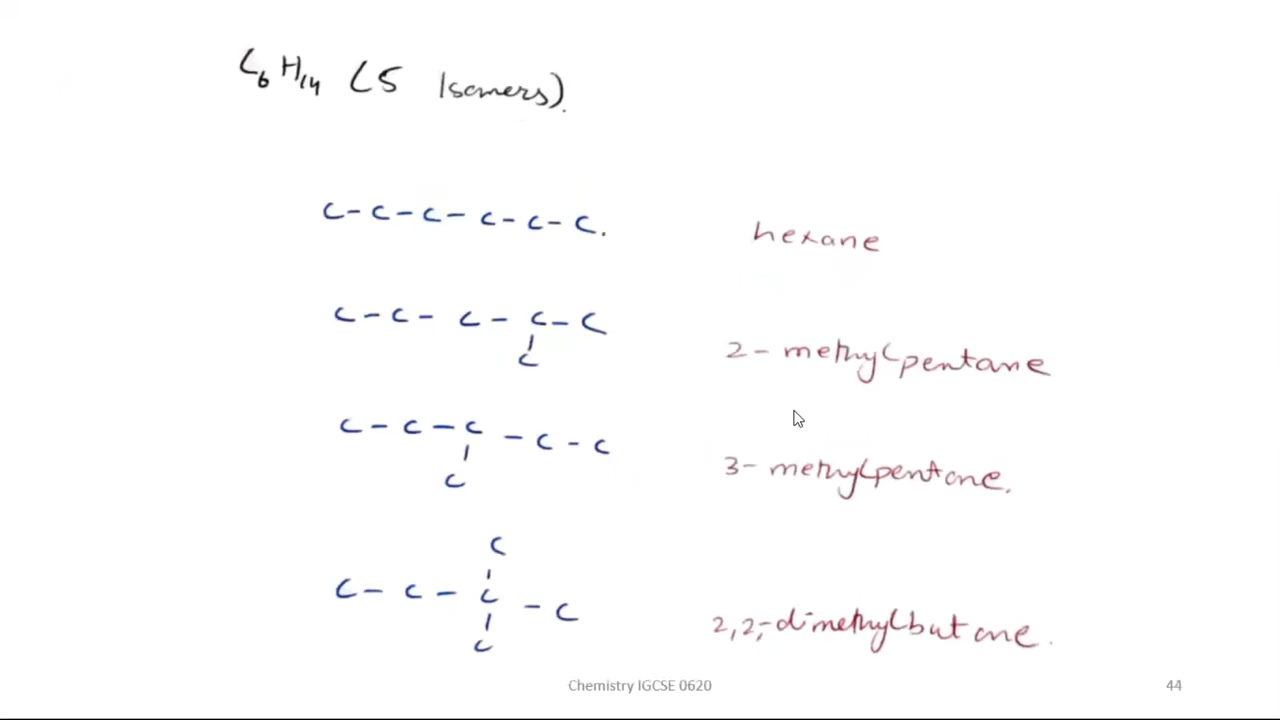 C6H14 (5 Isomers).
C-C-C-C-C-C.
hexane
C-C-C-C-C
C
2-methylpentane
C-C-C-C-C
C
3-methylpentane.
C
C-C-C-C
C
2,2,-dimethylbutane.
Chemistry IGCSE 0620
44